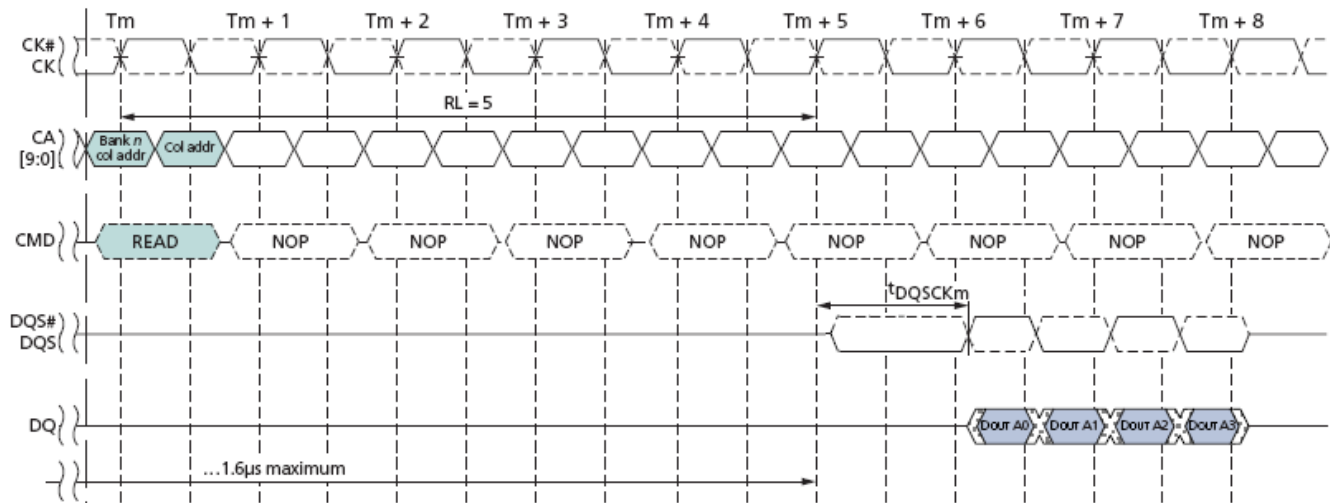 Tm Tm + 1 Tm + 2 Tm + 3 Tm + 4 Tm + 5 Tm + 6 Tm + 7 Tm + 8
CK#
CK
RL = 5
CA
[9:0]
Bank n
col addr
Col addr
CMD READ NOP NOP NOP NOP NOP NOP NOP NOP
tDQSCKm
DQS#
DQS
DQ DOUT A0 DOUT A1 DOUT A2 DOUT A3
...1.6µs maximum